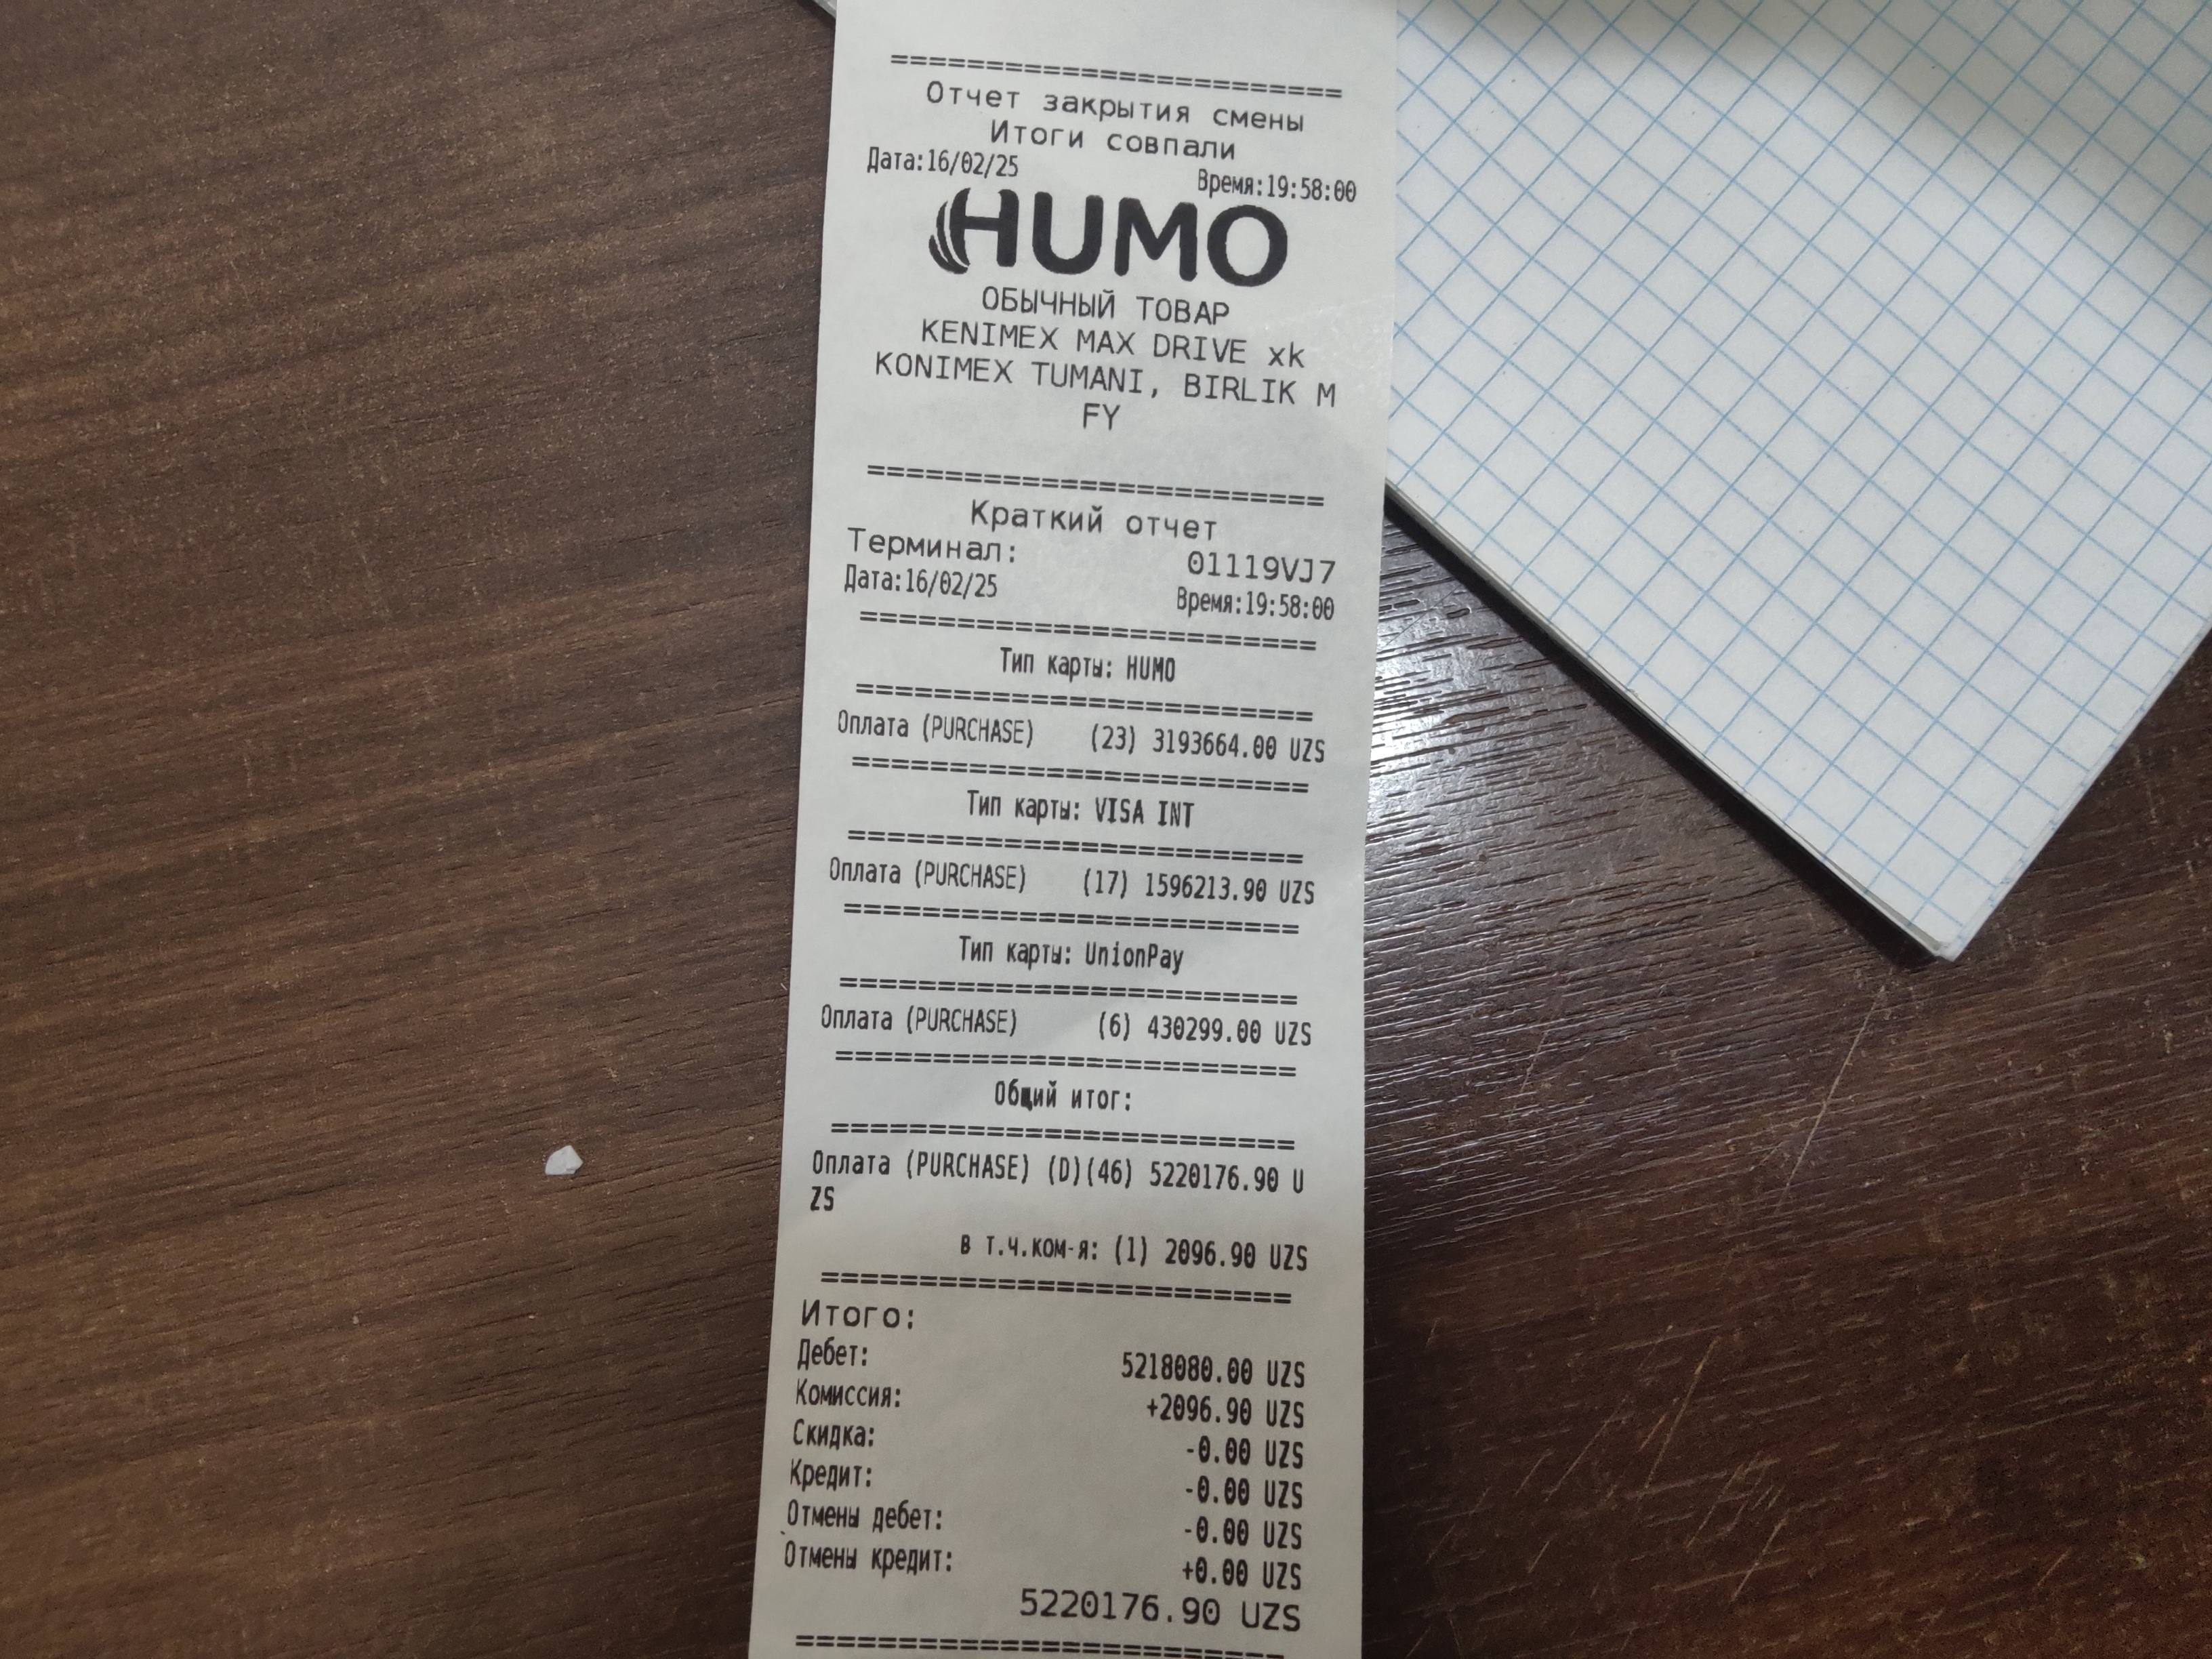 ========================
Отчет закрытия смены
Итоги совпали
Дата:16/02/25 Время:19:58:00
HUMO
ОБЫЧНЫЙ ТОВАР
KENIMEX MAX DRIVE xk
KONIMEX TUMANI, BIRLIK M
FY
========================
Краткий отчет
Терминал: 01119VJ7
Дата:16/02/25 Время:19:58:00
========================
Тип карты: HUMO
========================
Оплата (PURCHASE) (23) 3193664.00 UZS
========================
Тип карты: VISA INT
========================
Оплата (PURCHASE) (17) 1596213.90 UZS
========================
Тип карты: UnionPay
========================
Оплата (PURCHASE) (6) 430299.00 UZS
========================
Общий итог:
========================
Оплата (PURCHASE) (D)(46) 5220176.90 U
ZS
в т.ч.ком-я: (1) 2096.90 UZS
========================
Итого:
Дебет: 5218080.00 UZS
Комиссия: +2096.90 UZS
Скидка: -0.00 UZS
Кредит: -0.00 UZS
Отмены дебет: -0.00 UZS
Отмены кредит: +0.00 UZS
5220176.90 UZS
========================